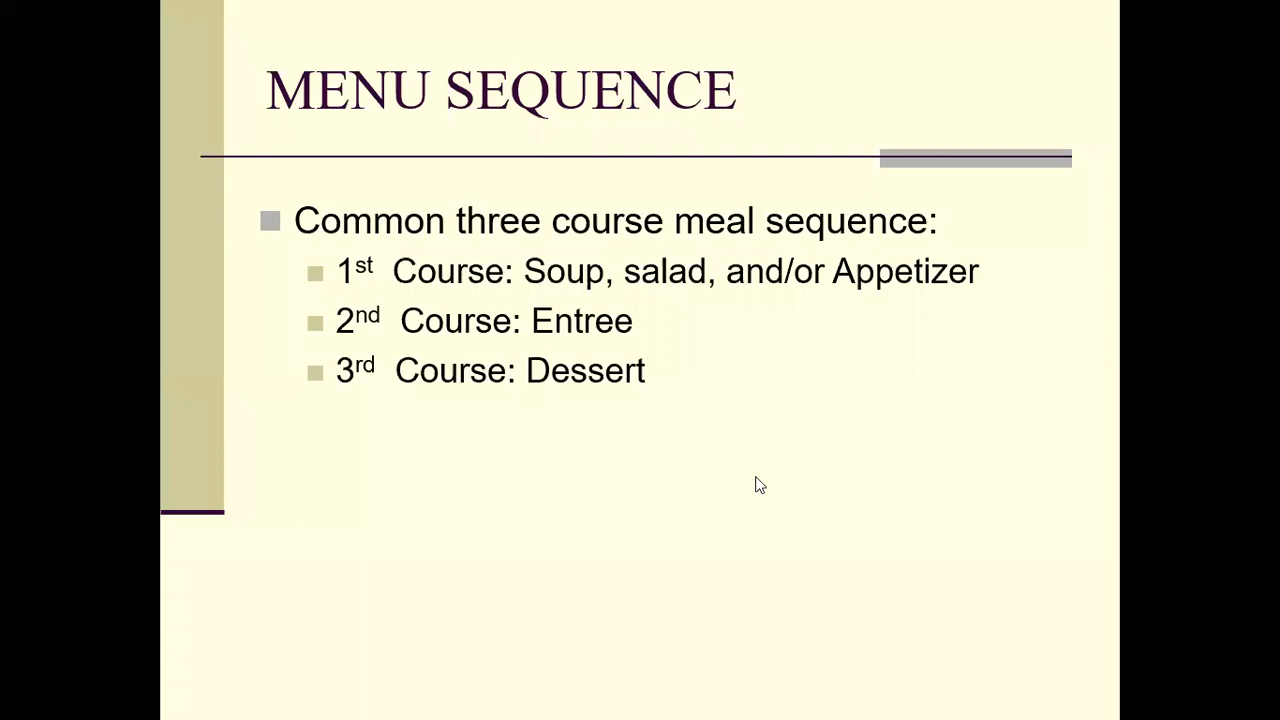 MENU SEQUENCE
Common three course meal sequence:
1st Course: Soup, salad, and/or Appetizer
2nd Course: Entree
3rd Course: Dessert